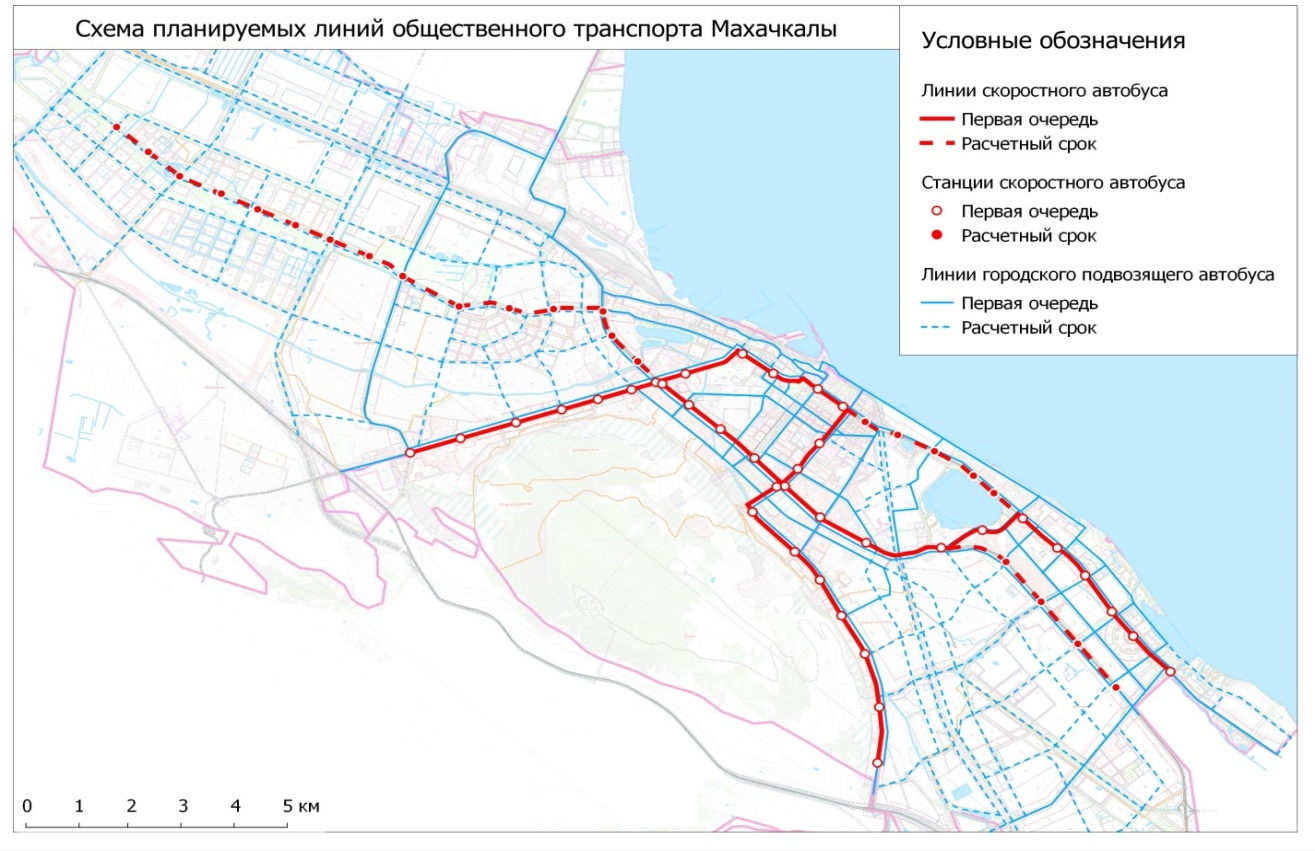 Схема планируемых линий общественного транспорта Махачкалы
Условные обозначения
Линии скоростного автобуса
Первая очередь
Расчетный срок
Станции скоростного автобуса
Первая очередь
Расчетный срок
Линии городского подвозящего автобуса
Первая очередь
Расчетный срок
0 1 2 3 4 5 км